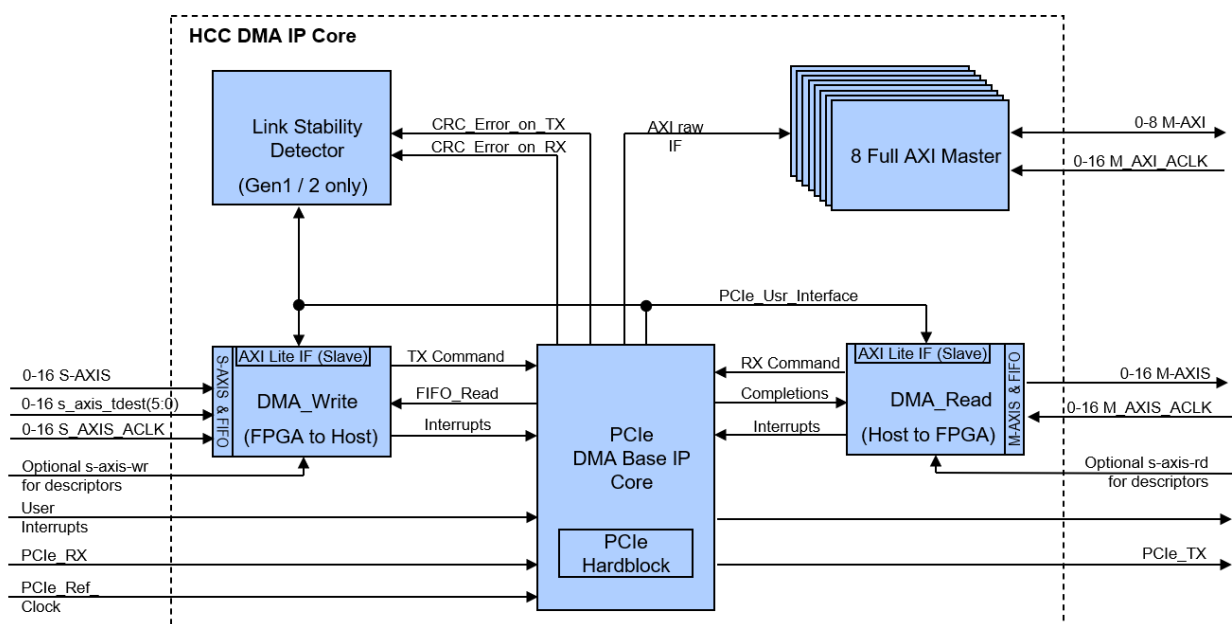 HCC DMA IP Core
Link Stability
Detector
(Gen1 / 2 only)
CRC_Error_on_TX
CRC_Error_on_RX
AXI raw
IF
8 Full AXI Master
0-8 M-AXI
0-16 M_AXI_ACLK
PCIe_Usr_Interface
0-16 S-AXIS
0-16 s_axis_tdest(5:0)
0-16 S_AXIS_ACLK
Optional s-axis-wr
for descriptors
User
Interrupts
PCIe_RX
PCIe_Ref_
Clock
S-AXIS & FIFO
AXI Lite IF (Slave)
DMA_Write
(FPGA to Host)
TX Command
FIFO_Read
Interrupts
PCIe
DMA Base IP
Core
PCIe
Hardblock
RX Command
Completions
Interrupts
AXI Lite IF (Slave)
DMA_Read
(Host to FPGA)
M-AXIS & FIFO
0-16 M-AXIS
0-16 M_AXIS_ACLK
Optional s-axis-rd
for descriptors
PCIe_TX